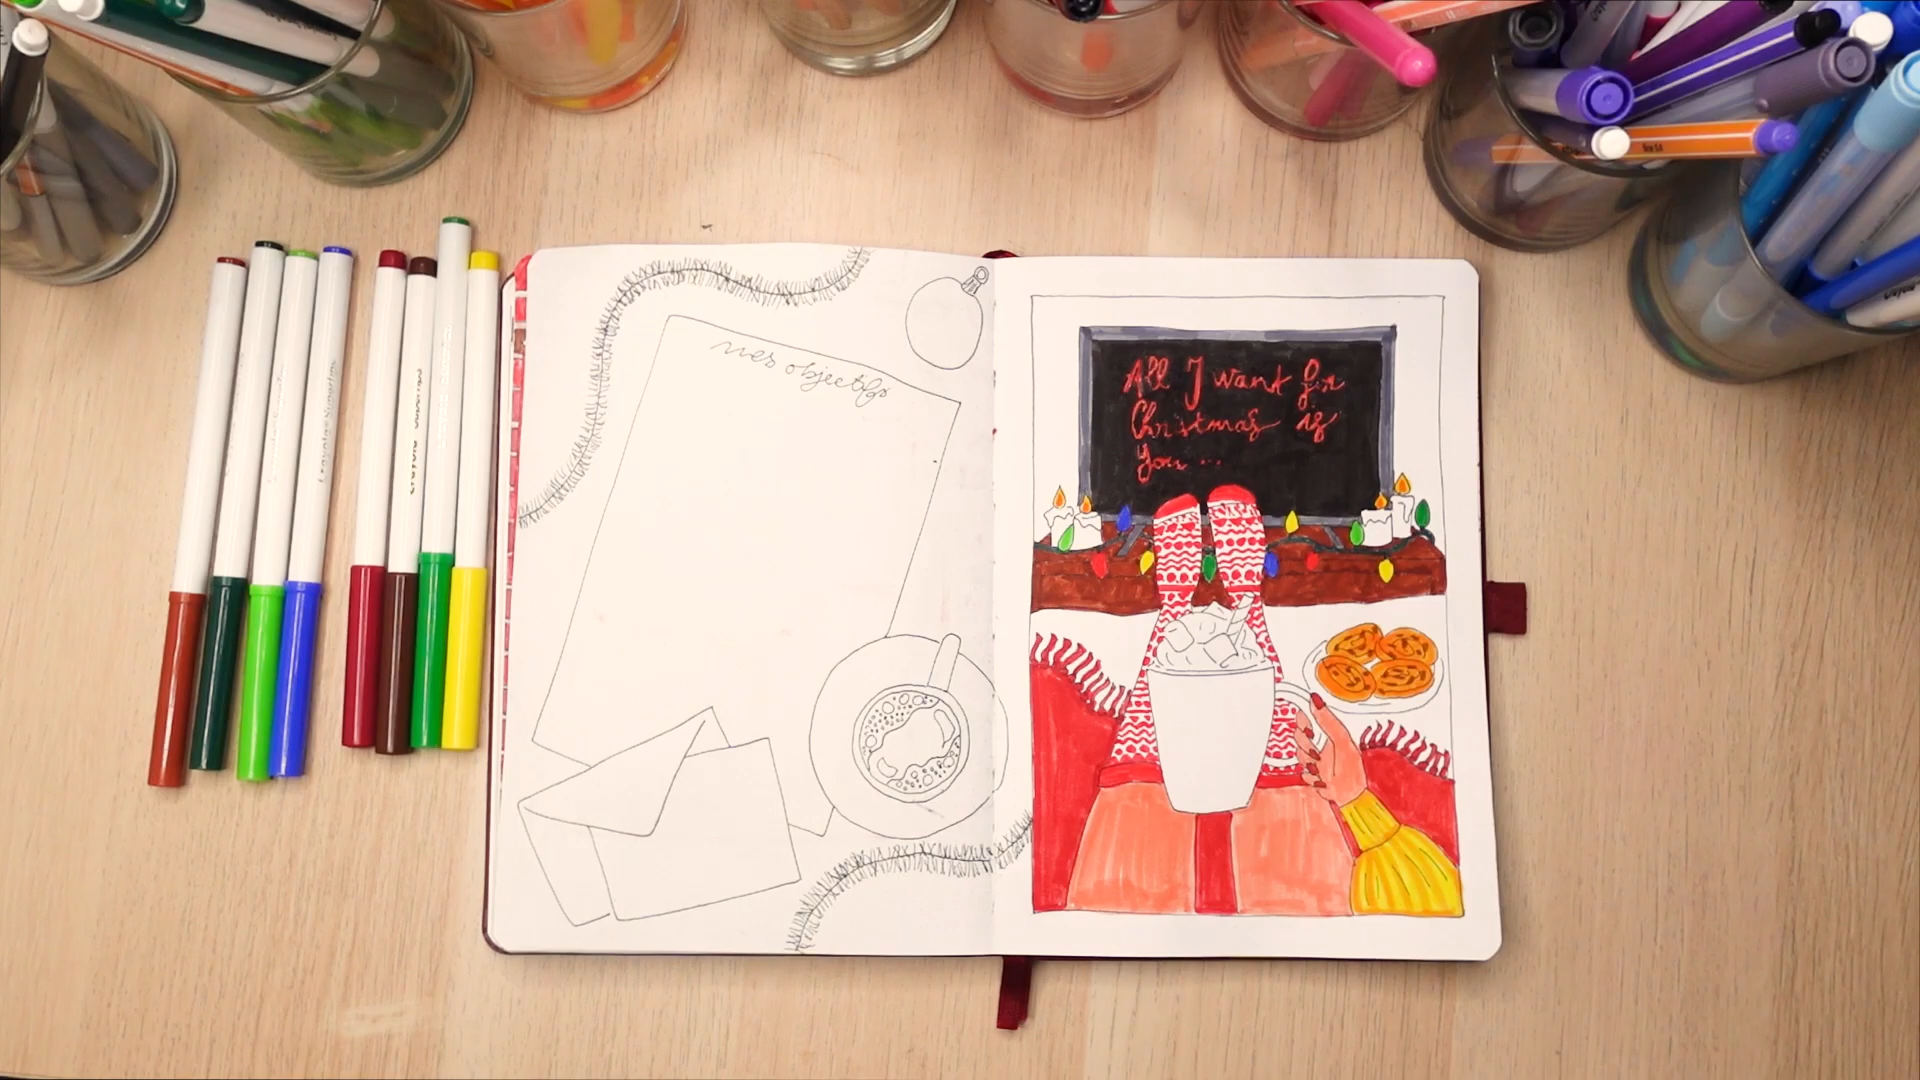 mes objectifs
All I want for
Christmas is
You ...